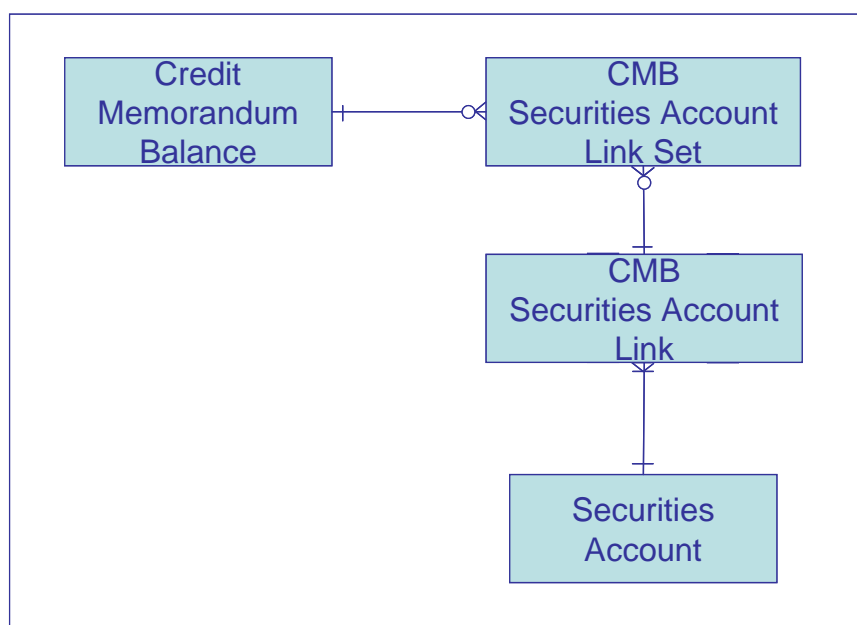 Credit
Memorandum
Balance
CMB
Securities Account
Link Set
CMB
Securities Account
Link
Securities
Account